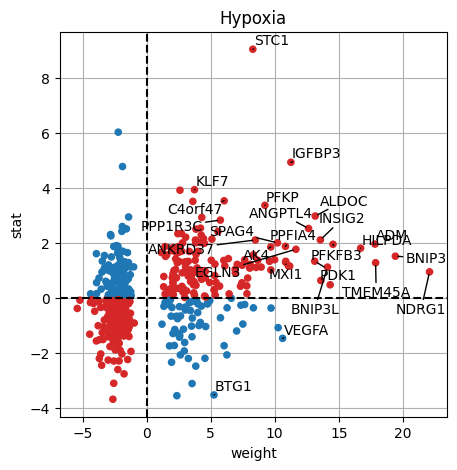 Hypoxia
STC1
IGFBP3
KLF7
PFKP
ALDOC
C4orf47
ANGPTL4
INSIG2
PPP1R3C
SPAG4
PPFIA4
ADM
HILPDA
ANKRD37
AK4
PFKFB3
BNIP3
EGLN3
MXI1
PDK1
TMEM45A
BNIP3L
NDRG1
VEGFA
BTG1
8
6
4
2
0
−2
−4
stat
−5
0
5
10
15
20
weight